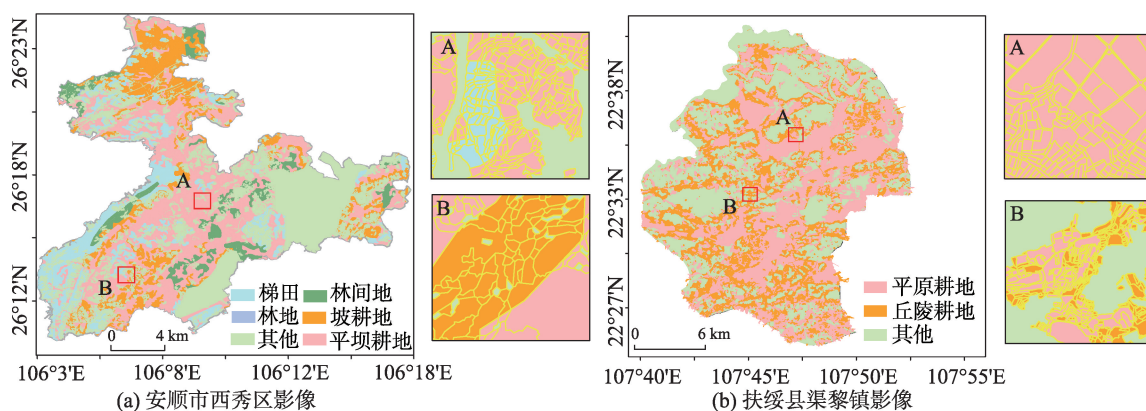 26°23'N
26°18'N
26°12'N
A
B
梯田
林间地
林地
坡耕地
其他
平坝耕地
0 4 km
106°3'E 106°8'E 106°12'E 106°18'E
A
B
(a) 安顺市西秀区影像
22°38'N
22°33'N
22°27'N
A
B
平原耕地
丘陵耕地
其他
0 6 km
107°40'E 107°45'E 107°50'E 107°55'E
A
B
(b) 扶绥县渠黎镇影像